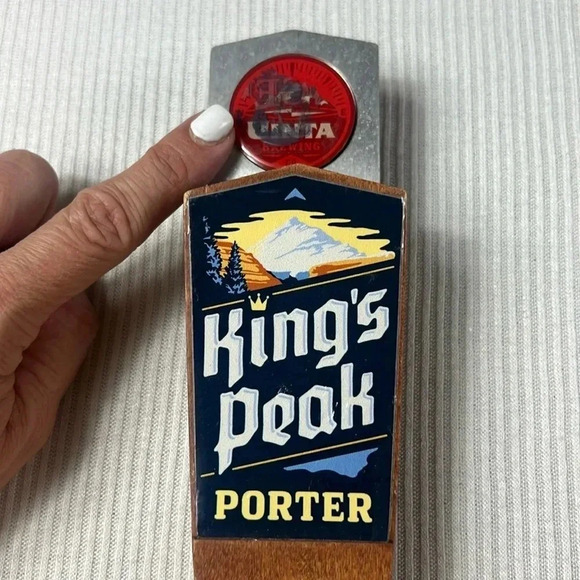 UINTA
BREWING
King's
Peak
PORTER